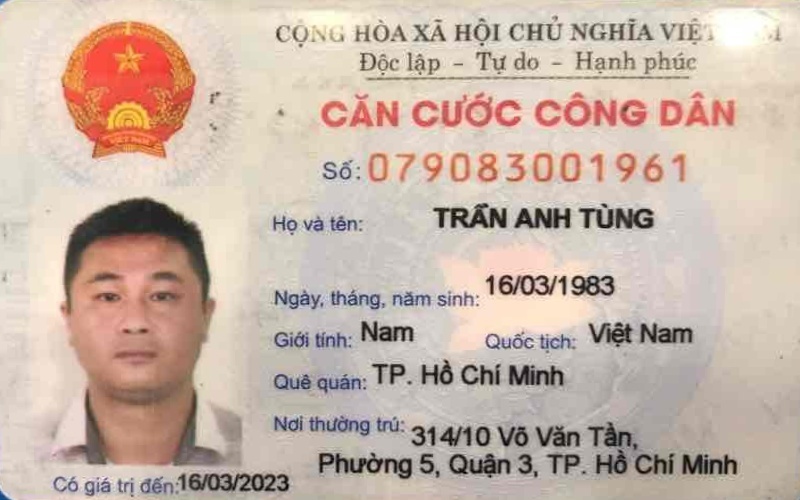 CỘNG HÒA XÃ HỘI CHỦ NGHĨA VIỆT NAM
Độc lập - Tự do - Hạnh phúc
CĂN CƯỚC CÔNG DÂN
Số: 079083001961
Họ và tên: TRẦN ANH TÙNG
Ngày, tháng, năm sinh: 16/03/1983
Giới tính: Nam Quốc tịch: Việt Nam
Quê quán: TP. Hồ Chí Minh
Nơi thường trú: 314/10 Võ Văn Tần,
Phường 5, Quận 3, TP. Hồ Chí Minh
Có giá trị đến: 16/03/2023